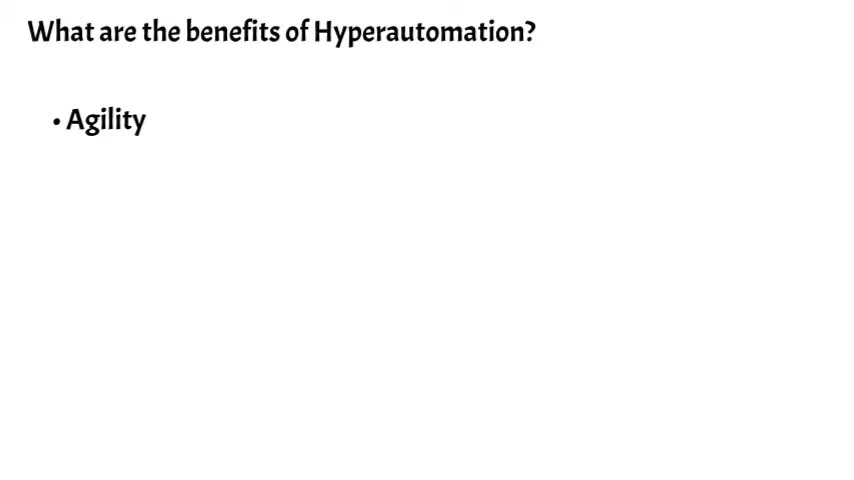 What are the benefits of Hyperautomation?
• Agility